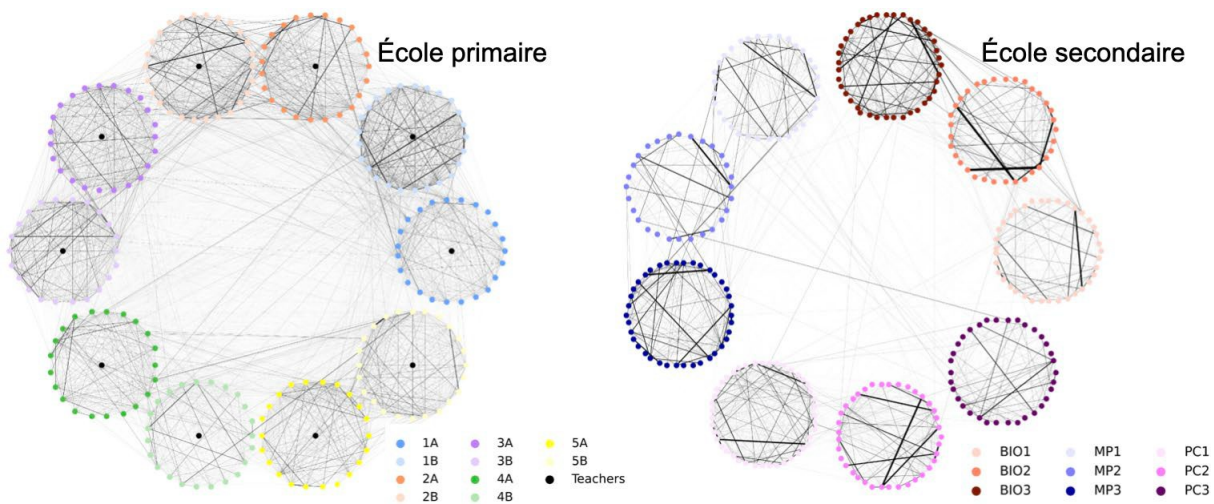 École primaire
École secondaire
1A 3A 5A
1B 3B 5B
2A 4A Teachers
2B 4B
BIO1 MP1 PC1
BIO2 MP2 PC2
BIO3 MP3 PC3